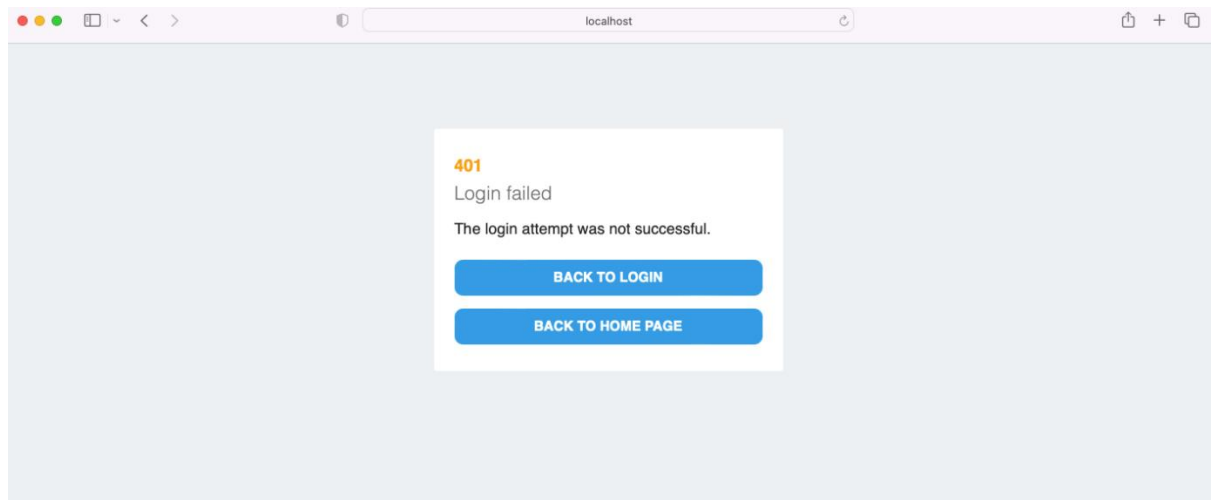 localhost
401
Login failed
The login attempt was not successful.
BACK TO LOGIN
BACK TO HOME PAGE